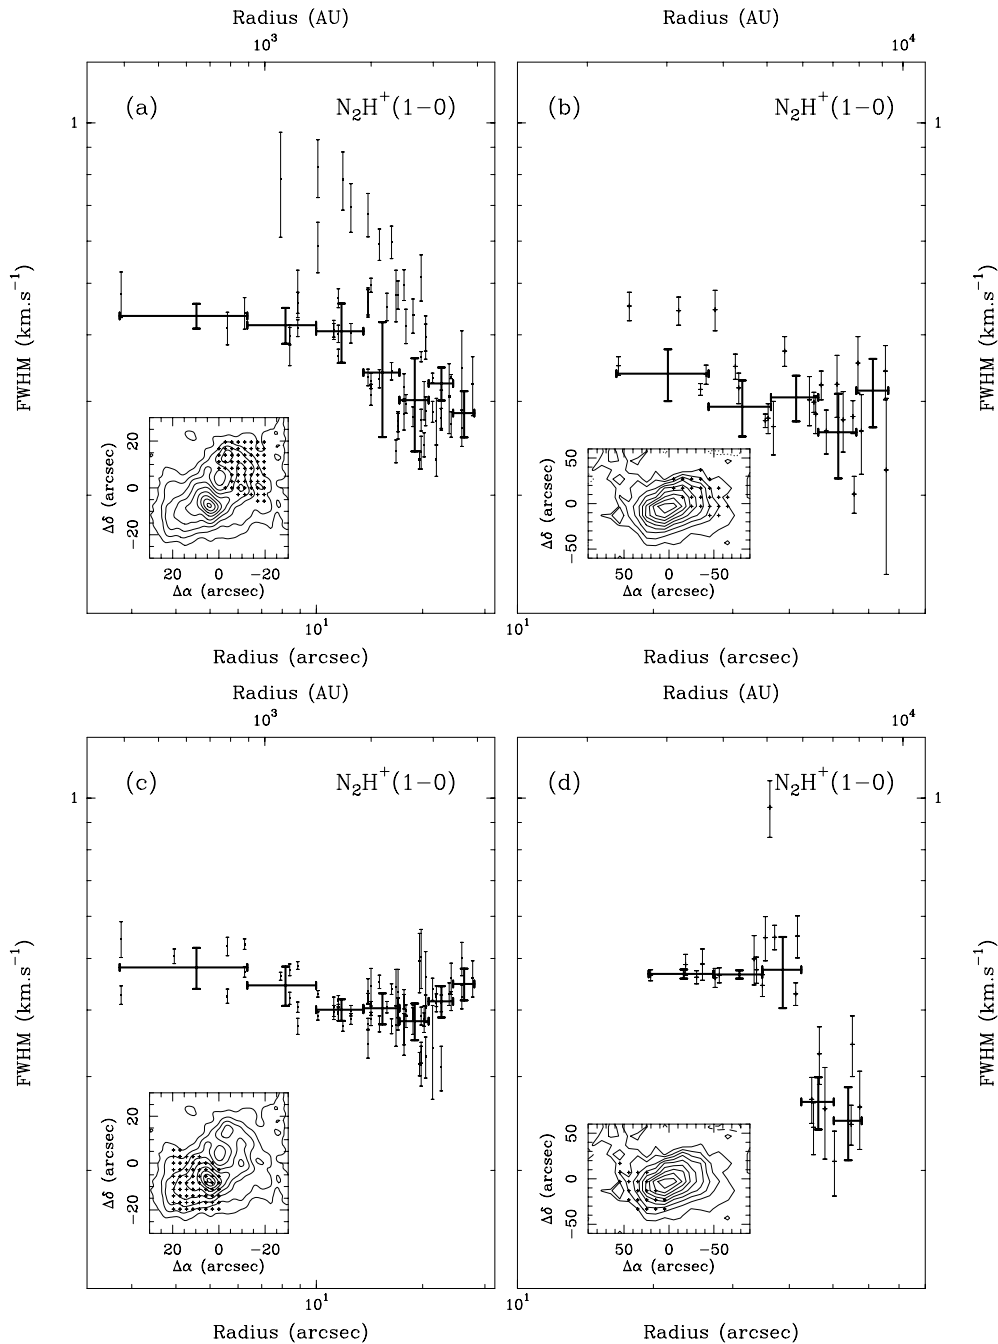 Radius (AU)
10³
(a) N₂H⁺(1−0)
1
FWHM (km.s⁻¹)
Δδ (arcsec)
20
0
−20
20 0 −20
Δα (arcsec)
10¹
Radius (arcsec)
Radius (AU)
10⁴
(b) N₂H⁺(1−0)
1
FWHM (km.s⁻¹)
Δδ (arcsec)
50
0
−50
50 0 −50
Δα (arcsec)
10¹
Radius (arcsec)
Radius (AU)
10³
(c) N₂H⁺(1−0)
1
FWHM (km.s⁻¹)
Δδ (arcsec)
20
0
−20
20 0 −20
Δα (arcsec)
10¹
Radius (arcsec)
Radius (AU)
10⁴
(d) N₂H⁺(1−0)
1
FWHM (km.s⁻¹)
Δδ (arcsec)
50
0
−50
50 0 −50
Δα (arcsec)
10¹
Radius (arcsec)